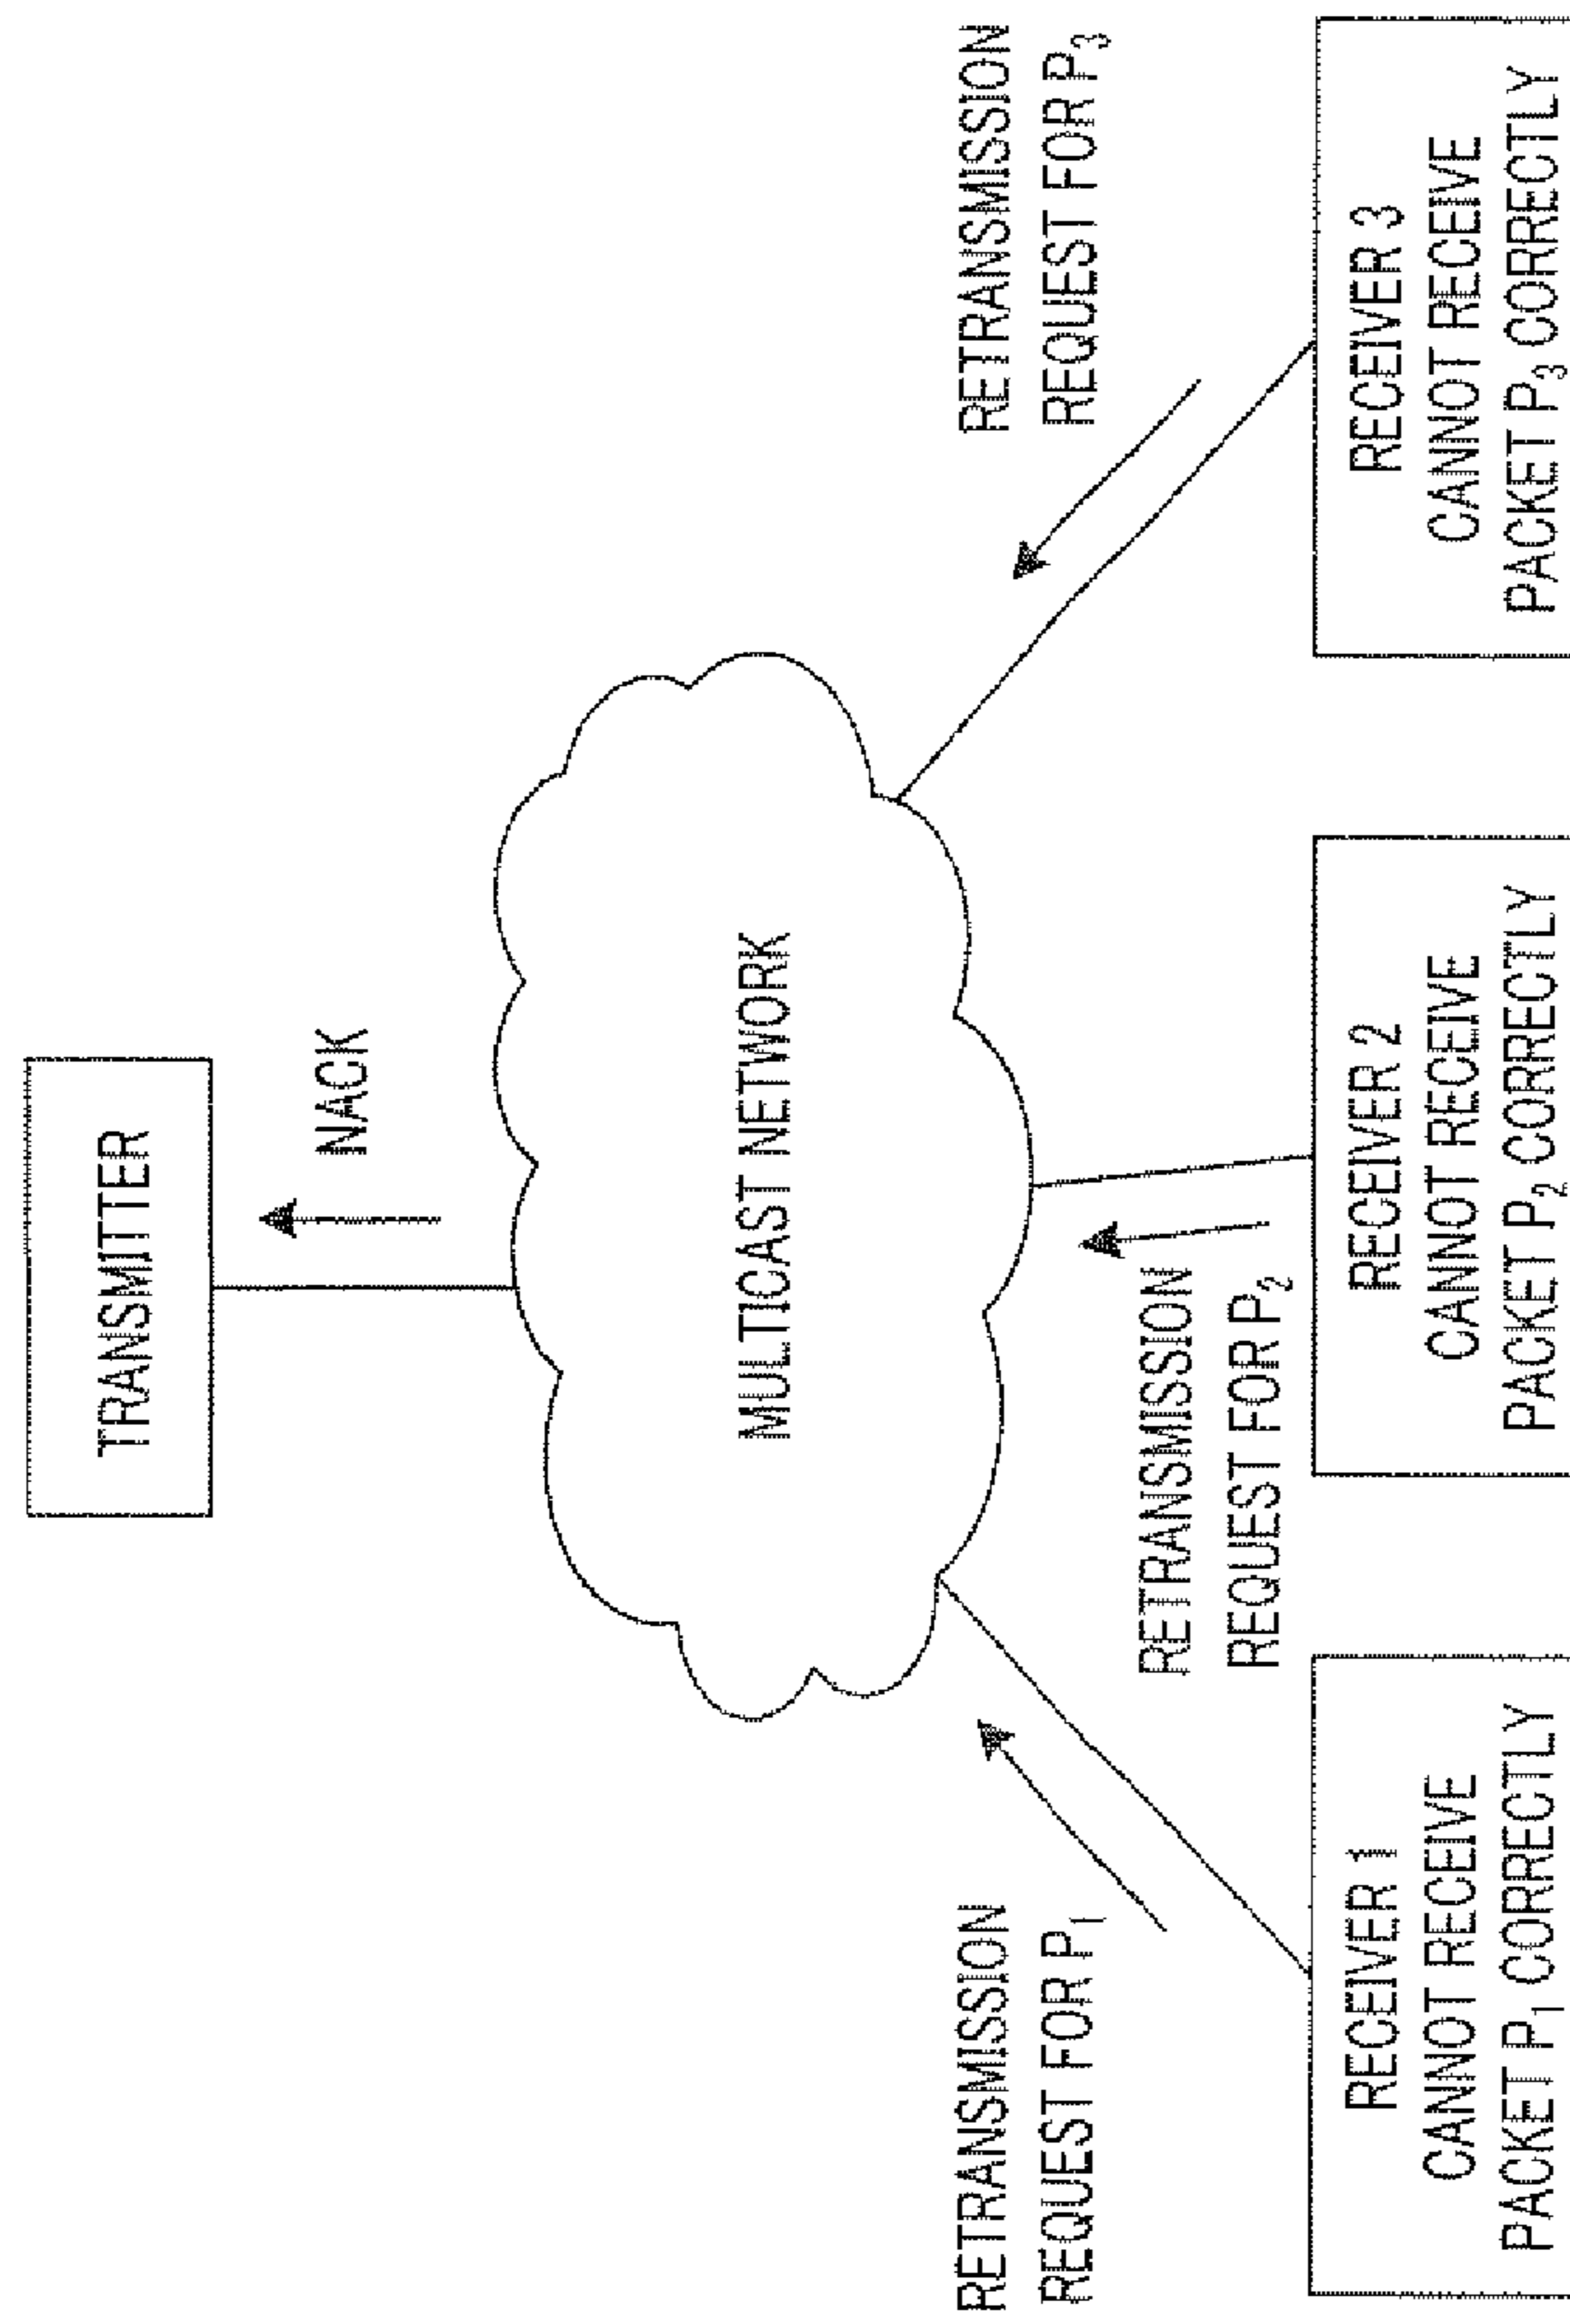 TRANSMITTER
NACK
MULTICAST NETWORK
RETRANSMISSION
REQUEST FOR P₁
RETRANSMISSION
REQUEST FOR P₂
RETRANSMISSION
REQUEST FOR P₃
RECEIVER 1
CANNOT RECEIVE
PACKET P₁ CORRECTLY
RECEIVER 2
CANNOT RECEIVE
PACKET P₂ CORRECTLY
RECEIVER 3
CANNOT RECEIVE
PACKET P₃ CORRECTLY